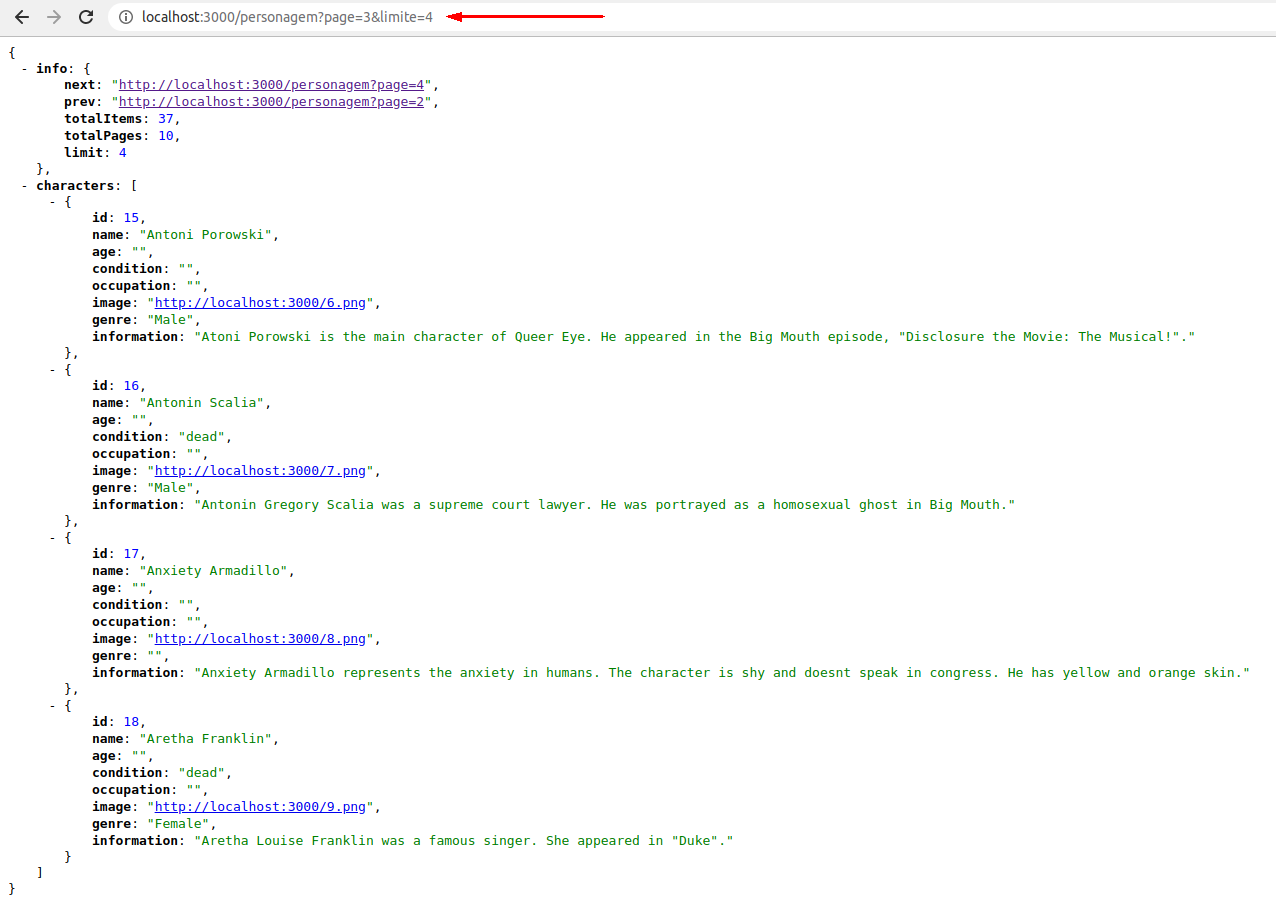 localhost:3000/personagem?page=3&limite=4
{
- info: {
next: "http://localhost:3000/personagem?page=4",
prev: "http://localhost:3000/personagem?page=2",
totalItems: 37,
totalPages: 10,
limit: 4
},
- characters: [
- {
id: 15,
name: "Antoni Porowski",
age: "",
condition: "",
occupation: "",
image: "http://localhost:3000/6.png",
genre: "Male",
information: "Atoni Porowski is the main character of Queer Eye. He appeared in the Big Mouth episode, "Disclosure the Movie: The Musical!"."
},
- {
id: 16,
name: "Antonin Scalia",
age: "",
condition: "dead",
occupation: "",
image: "http://localhost:3000/7.png",
genre: "Male",
information: "Antonin Gregory Scalia was a supreme court lawyer. He was portrayed as a homosexual ghost in Big Mouth."
},
- {
id: 17,
name: "Anxiety Armadillo",
age: "",
condition: "",
occupation: "",
image: "http://localhost:3000/8.png",
genre: "",
information: "Anxiety Armadillo represents the anxiety in humans. The character is shy and doesnt speak in congress. He has yellow and orange skin."
},
- {
id: 18,
name: "Aretha Franklin",
age: "",
condition: "dead",
occupation: "",
image: "http://localhost:3000/9.png",
genre: "Female",
information: "Aretha Louise Franklin was a famous singer. She appeared in "Duke"."
}
]
}